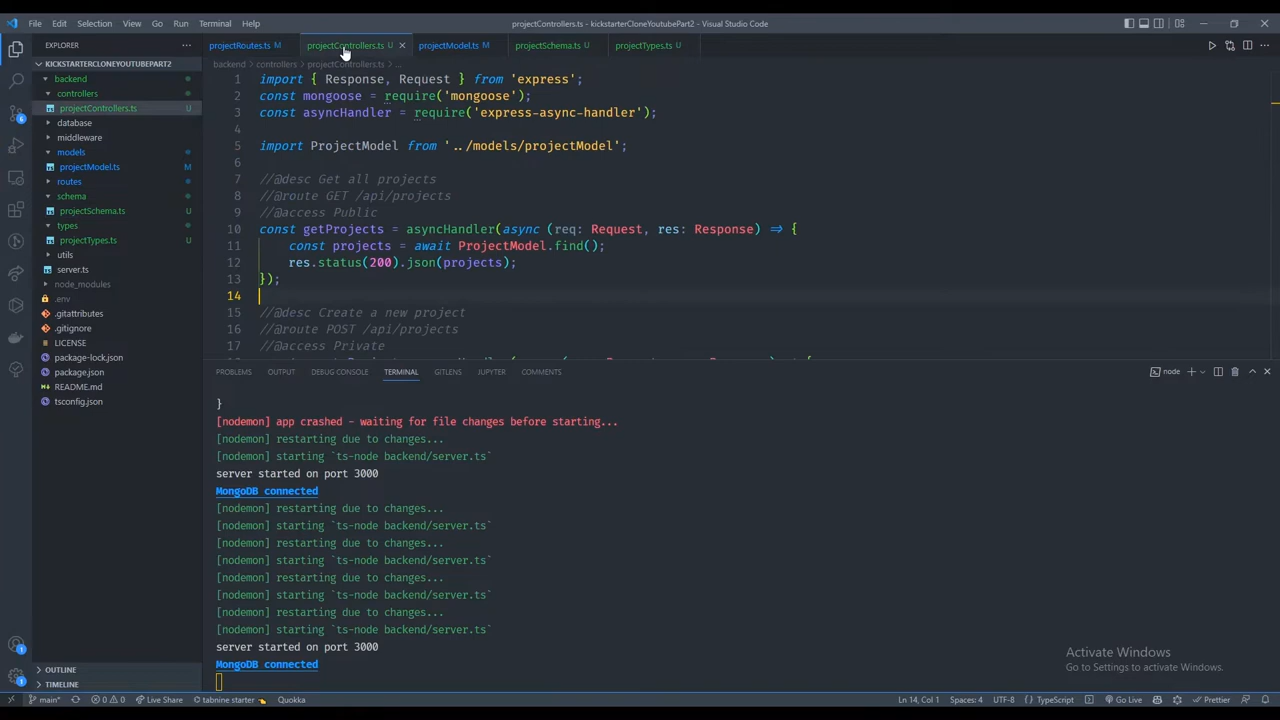 File Edit Selection View Go Run Terminal Help
projectControllers.ts - kickstarterCloneYoutubePart2 - Visual Studio Code
EXPLORER
KICKSTARTERCLONEYOUTUBEPART2
backend
controllers
projectControllers.ts U
database
middleware
models
projectModel.ts M
routes
schema
projectSchema.ts U
types
projectTypes.ts U
utils
server.ts
node_modules
.env
.gitattributes
.gitignore
LICENSE
package-lock.json
package.json
README.md
tsconfig.json
OUTLINE
TIMELINE
projectRoutes.ts M projectControllers.ts U projectModel.ts M projectSchema.ts U projectTypes.ts U
backend > controllers > projectControllers.ts > ...
1 import { Response, Request } from 'express';
2 const mongoose = require('mongoose');
3 const asyncHandler = require('express-async-handler');
4
5 import ProjectModel from '../models/projectModel';
6
7 //@desc Get all projects
8 //@route GET /api/projects
9 //@access Public
10 const getProjects = asyncHandler(async (req: Request, res: Response) => {
11 const projects = await ProjectModel.find();
12 res.status(200).json(projects);
13 });
14
15 //@desc Create a new project
16 //@route POST /api/projects
17 //@access Private
PROBLEMS OUTPUT DEBUG CONSOLE TERMINAL GITLENS JUPYTER COMMENTS
node
}
[nodemon] app crashed - waiting for file changes before starting...
[nodemon] restarting due to changes...
[nodemon] starting `ts-node backend/server.ts`
server started on port 3000
MongoDB connected
[nodemon] restarting due to changes...
[nodemon] starting `ts-node backend/server.ts`
[nodemon] restarting due to changes...
[nodemon] starting `ts-node backend/server.ts`
[nodemon] restarting due to changes...
[nodemon] starting `ts-node backend/server.ts`
[nodemon] restarting due to changes...
[nodemon] starting `ts-node backend/server.ts`
server started on port 3000
MongoDB connected
Activate Windows
Go to Settings to activate Windows.
main* 0 0 Live Share tabnine starter Quokka Ln 14, Col 1 Spaces: 4 UTF-8 {} TypeScript Go Live Prettier